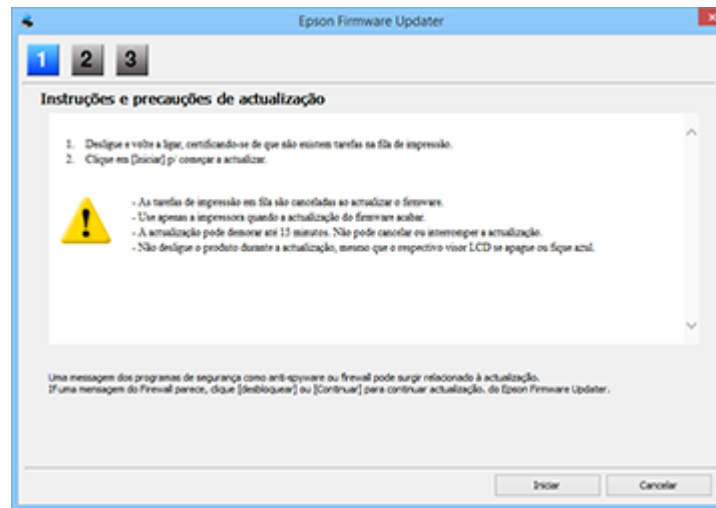 Epson Firmware Updater
1 2 3
Instruções e precauções de actualização
1. Desligue e volte a ligar, certificando-se de que não existem tarefas na fila de impressão.
2. Clique em [Iniciar] p/ começar a actualizar.
- As tarefas de impressão em fila são canceladas ao actualizar o firmware.
- Use apenas a impressora quando a actualização do firmware acabar.
- A actualização pode demorar até 15 minutos. Não pode cancelar ou interromper a actualização.
- Não desligue o produto durante a actualização, mesmo que o respectivo visor LCD se apague ou fique azul.
Uma messagem dos programas de segurança como anti-spyware ou firewall pode surgir relacionado à actualização.
If uma mensagem do Firewall parece, clique [desbloquear] ou [Continuar] para continuar actualização. do Epson Firmware Updater.
Iniciar Cancelar